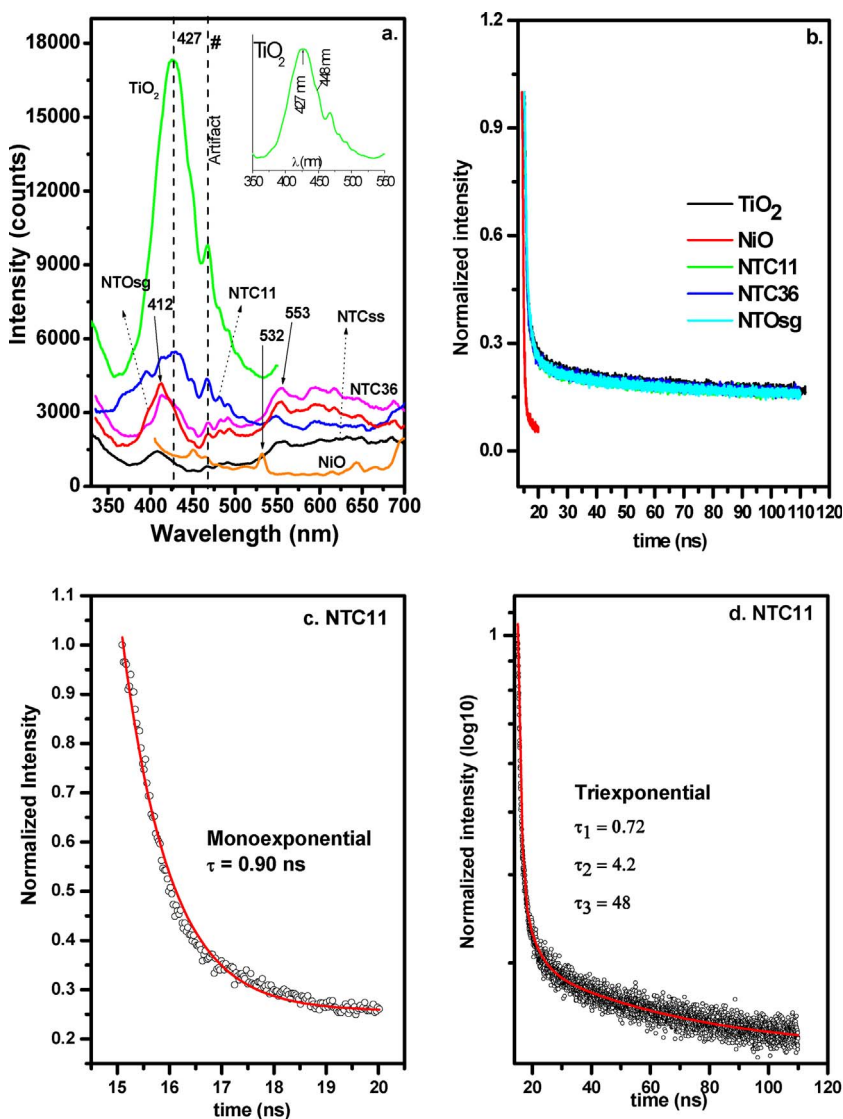 a.
18000
15000
12000
9000
6000
3000
0
Intensity (counts)
427
#
TiO2
Artifact
TiO2
427nm
448nm
λ(nm)
350 400 450 500 550
NTOsg
412
NTC11
532
553
NTCss
NTC36
NiO
350 400 450 500 550 600 650 700
Wavelength (nm)
b.
1.2
0.9
0.6
0.3
0.0
Normalized intensity
TiO2
NiO
NTC11
NTC36
NTOsg
20 30 40 50 60 70 80 90 100 110 120
time (ns)
c. NTC11
1.1
1.0
0.9
0.8
0.7
0.6
0.5
0.4
0.3
0.2
Normalized Intensity
Monoexponential
τ = 0.90 ns
15 16 17 18 19 20
time (ns)
d. NTC11
1
Normalized intensity (log10)
Triexponential
τ1 = 0.72
τ2 = 4.2
τ3 = 48
20 40 60 80 100 120
time (ns)